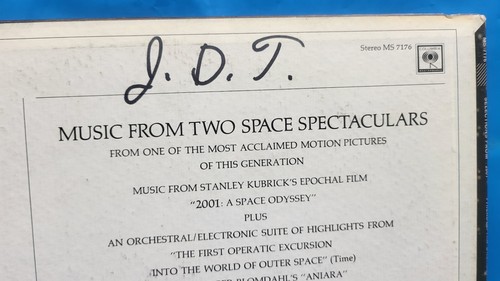 J. D. T.
Stereo MS 7176
MUSIC FROM TWO SPACE SPECTACULARS
FROM ONE OF THE MOST ACCLAIMED MOTION PICTURES
OF THIS GENERATION
MUSIC FROM STANLEY KUBRICK'S EPOCHAL FILM
"2001: A SPACE ODYSSEY"
PLUS
AN ORCHESTRAL/ELECTRONIC SUITE OF HIGHLIGHTS FROM
"THE FIRST OPERATIC EXCURSION
INTO THE WORLD OF OUTER SPACE" (Time)
BLOMDAHL'S "ANIARA"